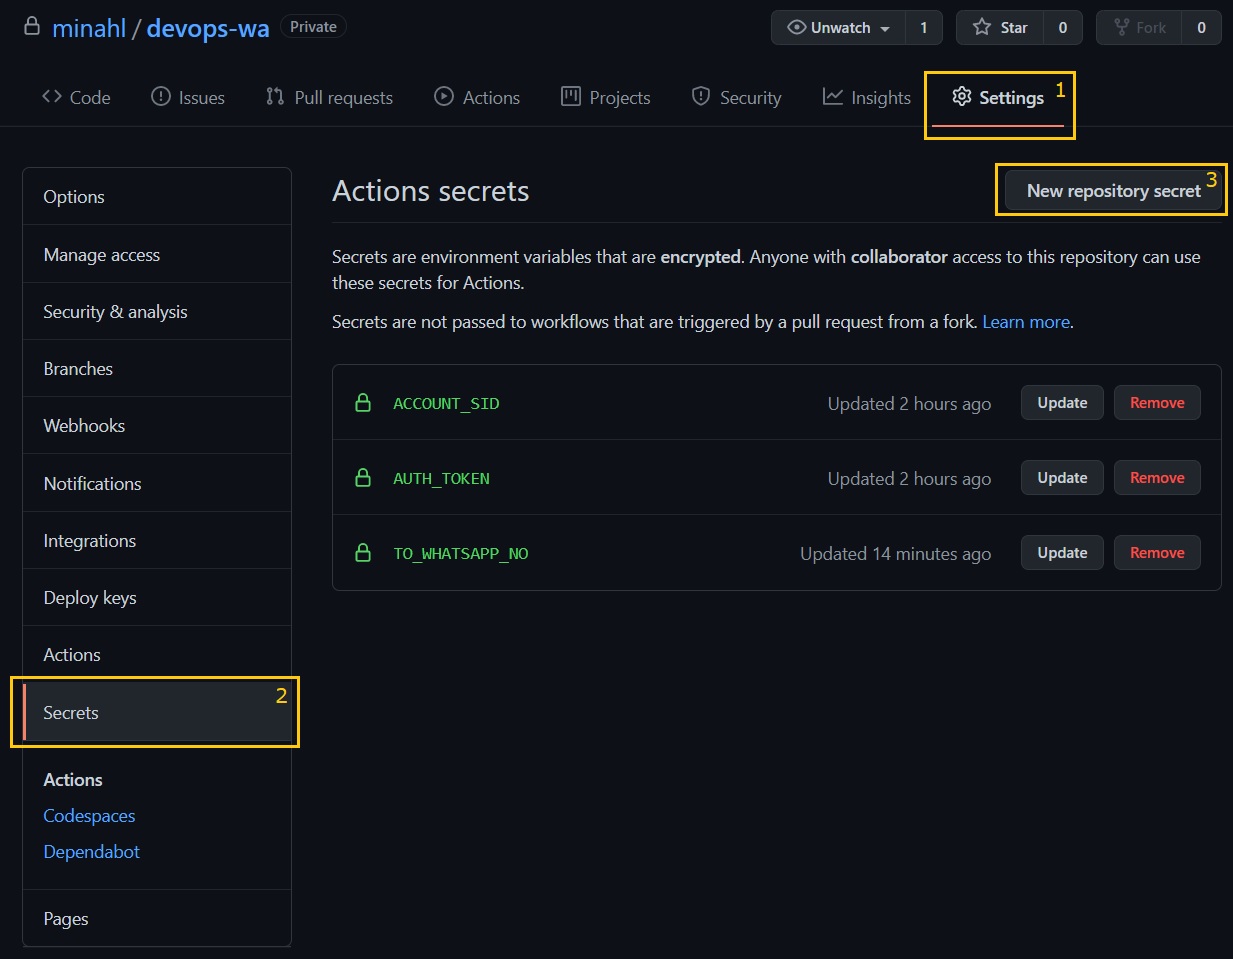 minahl / devops-wa Private
Unwatch 1 Star 0 Fork 0
Code Issues Pull requests Actions Projects Security Insights Settings 1
Options
Manage access
Security & analysis
Branches
Webhooks
Notifications
Integrations
Deploy keys
Actions
Secrets 2
Actions
Codespaces
Dependabot
Pages
Actions secrets
New repository secret 3
Secrets are environment variables that are encrypted. Anyone with collaborator access to this repository can use
these secrets for Actions.
Secrets are not passed to workflows that are triggered by a pull request from a fork. Learn more.
ACCOUNT_SID Updated 2 hours ago Update Remove
AUTH_TOKEN Updated 2 hours ago Update Remove
TO_WHATSAPP_NO Updated 14 minutes ago Update Remove